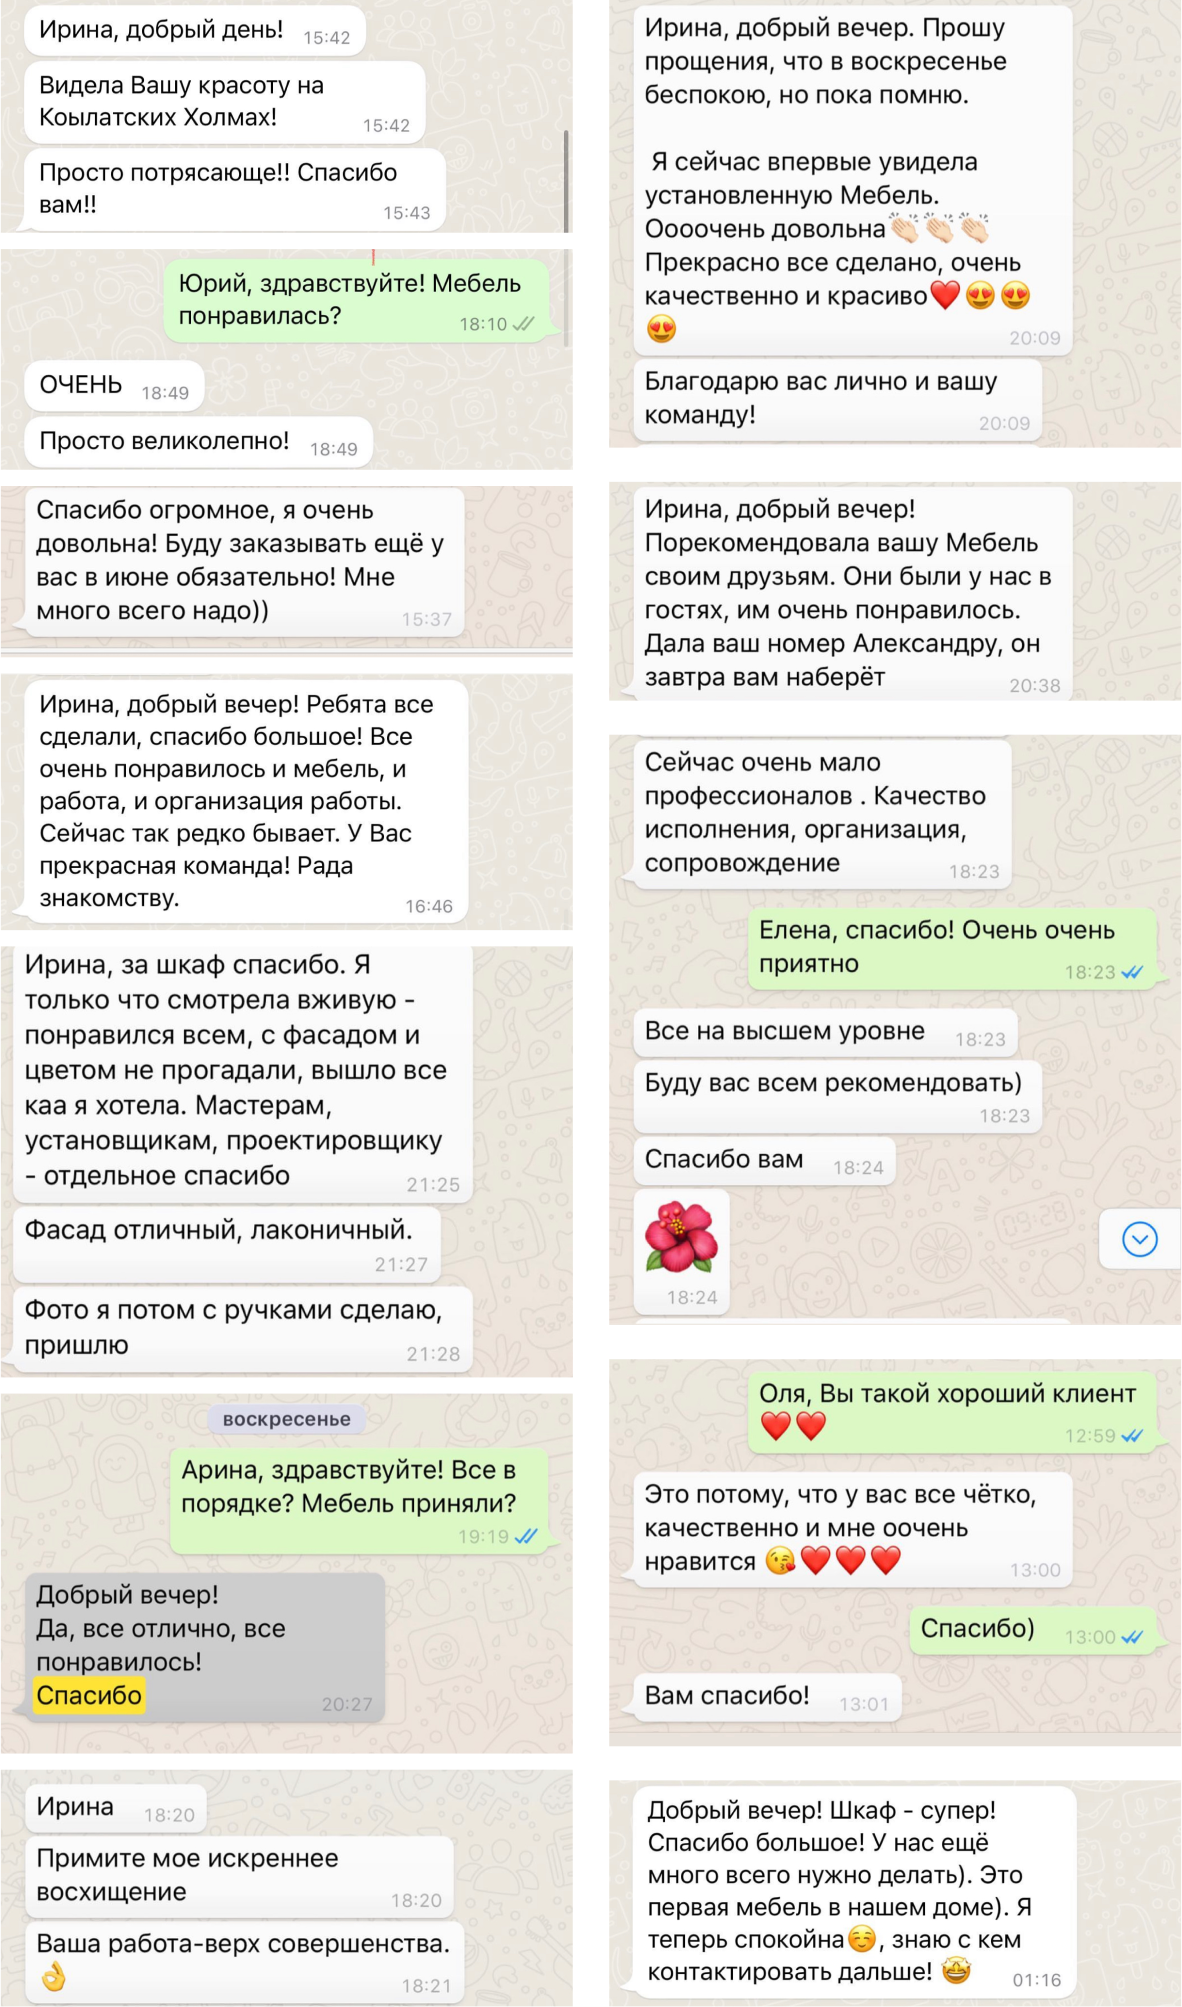 Ирина, добрый день! 15:42
Видела Вашу красоту на
Коылатских Холмах! 15:42
Просто потрясающе!! Спасибо
вам!! 15:43
Юрий, здравствуйте! Мебель
понравилась? 18:10
ОЧЕНЬ 18:49
Просто великолепно! 18:49
Спасибо огромное, я очень
довольна! Буду заказывать ещё у
вас в июне обязательно! Мне
много всего надо)) 15:37
Ирина, добрый вечер! Ребята все
сделали, спасибо большое! Все
очень понравилось и мебель, и
работа, и организация работы.
Сейчас так редко бывает. У Вас
прекрасная команда! Рада
знакомству. 16:46
Ирина, за шкаф спасибо. Я
только что смотрела вживую -
понравился всем, с фасадом и
цветом не прогадали, вышло все
каа я хотела. Мастерам,
установщикам, проектировщику
- отдельное спасибо 21:25
Фасад отличный, лаконичный.
21:27
Фото я потом с ручками сделаю,
пришлю 21:28
воскресенье
Арина, здравствуйте! Все в
порядке? Мебель приняли?
19:19
Добрый вечер!
Да, все отлично, все
понравилось!
Спасибо 20:27
Ирина 18:20
Примите мое искреннее
восхищение 18:20
Ваша работа-верх совершенства.
👌 18:21
Ирина, добрый вечер. Прошу
прощения, что в воскресенье
беспокою, но пока помню.
Я сейчас впервые увидела
установленную Мебель.
Оооочень довольна👏🏻👏🏻👏🏻
Прекрасно все сделано, очень
качественно и красиво❤️😍😍
😍 20:09
Благодарю вас лично и вашу
команду! 20:09
Ирина, добрый вечер!
Порекомендовала вашу Мебель
своим друзьям. Они были у нас в
гостях, им очень понравилось.
Дала ваш номер Александру, он
завтра вам наберёт 20:38
Сейчас очень мало
профессионалов . Качество
исполнения, организация,
сопровождение 18:23
Елена, спасибо! Очень очень
приятно 18:23
Все на высшем уровне 18:23
Буду вас всем рекомендовать)
18:23
Спасибо вам 18:24
🌺
18:24
Оля, Вы такой хороший клиент
❤️❤️ 12:59
Это потому, что у вас все чётко,
качественно и мне оочень
нравится 😘❤️❤️❤️ 13:00
Спасибо) 13:00
Вам спасибо! 13:01
Добрый вечер! Шкаф - супер!
Спасибо большое! У нас ещё
много всего нужно делать). Это
первая мебель в нашем доме). Я
теперь спокойна☺️, знаю с кем
контактировать дальше! 🤩 01:16